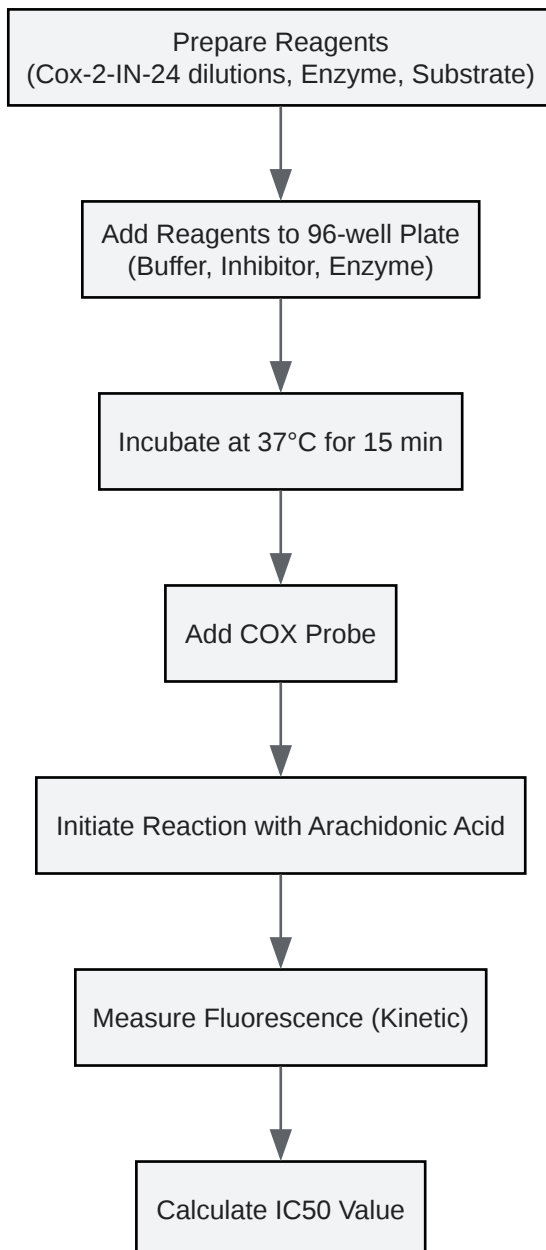 Prepare Reagents
(Cox-2-IN-24 dilutions, Enzyme, Substrate)
Add Reagents to 96-well Plate
(Buffer, Inhibitor, Enzyme)
Incubate at 37°C for 15 min
Add COX Probe
Initiate Reaction with Arachidonic Acid
Measure Fluorescence (Kinetic)
Calculate IC50 Value